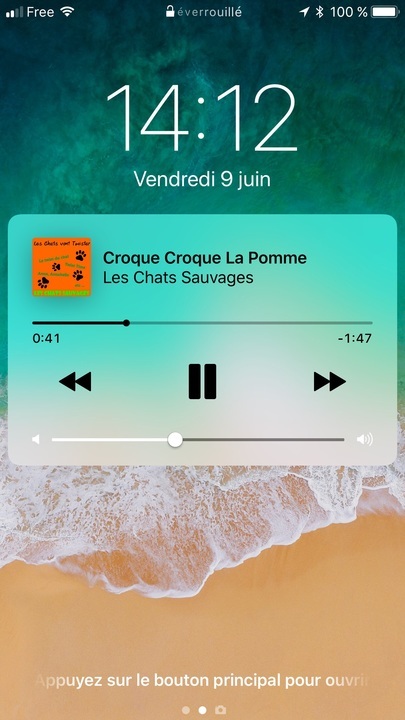 Free éverrouillé 100 %
14:12
Vendredi 9 juin
Les Chats vont Twister
Croque Croque La Pomme
Les Chats Sauvages
0:41 -1:47
Appuyez sur le bouton principal pour ouvri